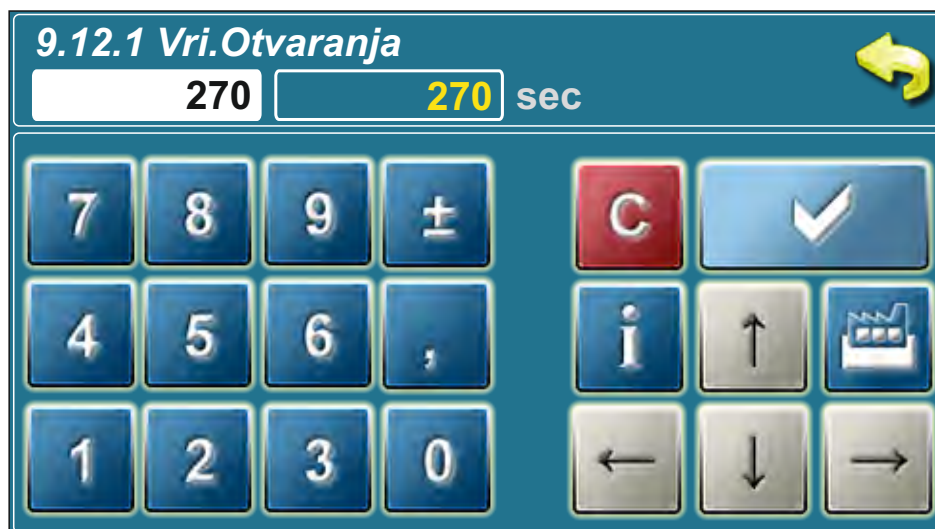 9.12.1 Vri.Otvaranja
270 270 sec
7 8 9 ± C
4 5 6 , i ↑
1 2 3 0 ← ↓ →